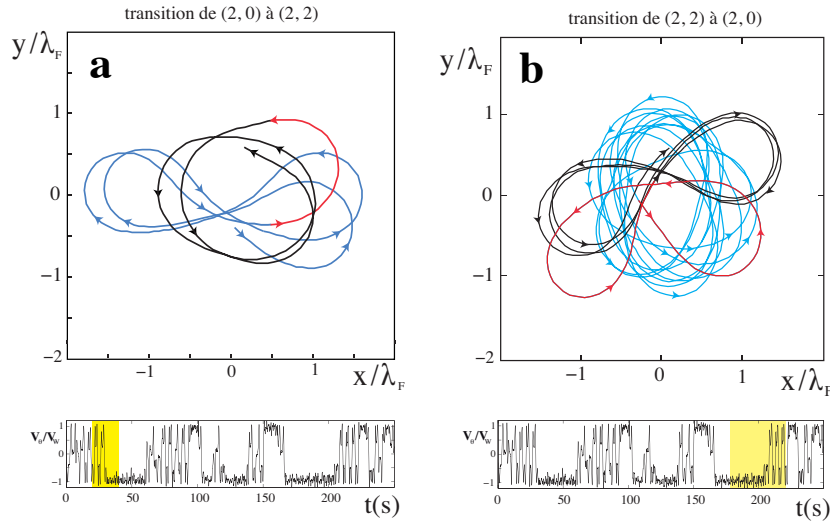 transition de (2, 0) à (2, 2)
y/λF
a
1
0
-1
-2
-1
0
1
x/λF
Vθ/VW
1
0
-1
0
50
100
150
200
t(s)
transition de (2, 2) à (2, 0)
y/λF
b
1
0
-1
-2
-1
0
1
x/λF
Vθ/VW
1
0
-1
0
50
100
150
200
t(s)